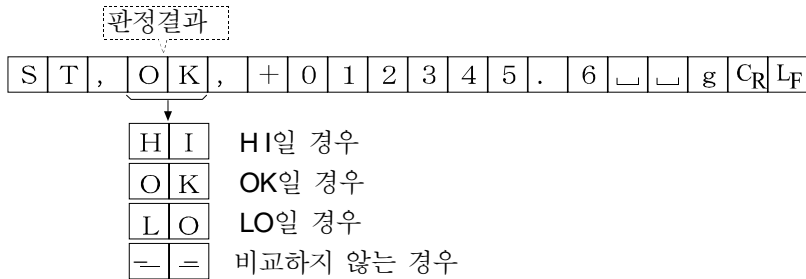 판정결과
S T , O K , + 0 1 2 3 4 5 . 6 ⎵ ⎵ g CR LF
H I HI일 경우
O K OK일 경우
L O LO일 경우
- - 비교하지 않는 경우